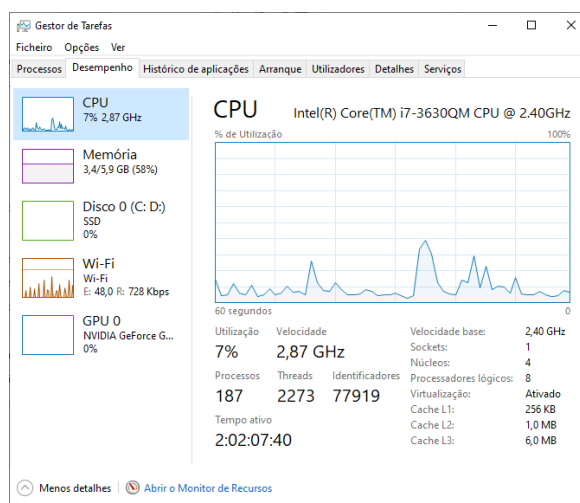 Gestor de Tarefas
Ficheiro Opções Ver
Processos Desempenho Histórico de aplicações Arranque Utilizadores Detalhes Serviços
CPU
7% 2,87 GHz
Memória
3,4/5,9 GB (58%)
Disco 0 (C: D:)
SSD
0%
Wi-Fi
Wi-Fi
E: 48,0 R: 728 Kbps
GPU 0
NVIDIA GeForce G...
0%
CPU Intel(R) Core(TM) i7-3630QM CPU @ 2.40GHz
% de Utilização 100%
60 segundos 0
Utilização Velocidade
7% 2,87 GHz
Processos Threads Identificadores
187 2273 77919
Tempo ativo
2:02:07:40
Velocidade base: 2,40 GHz
Sockets: 1
Núcleos: 4
Processadores lógicos: 8
Virtualização: Ativado
Cache L1: 256 KB
Cache L2: 1,0 MB
Cache L3: 6,0 MB
Menos detalhes Abrir o Monitor de Recursos